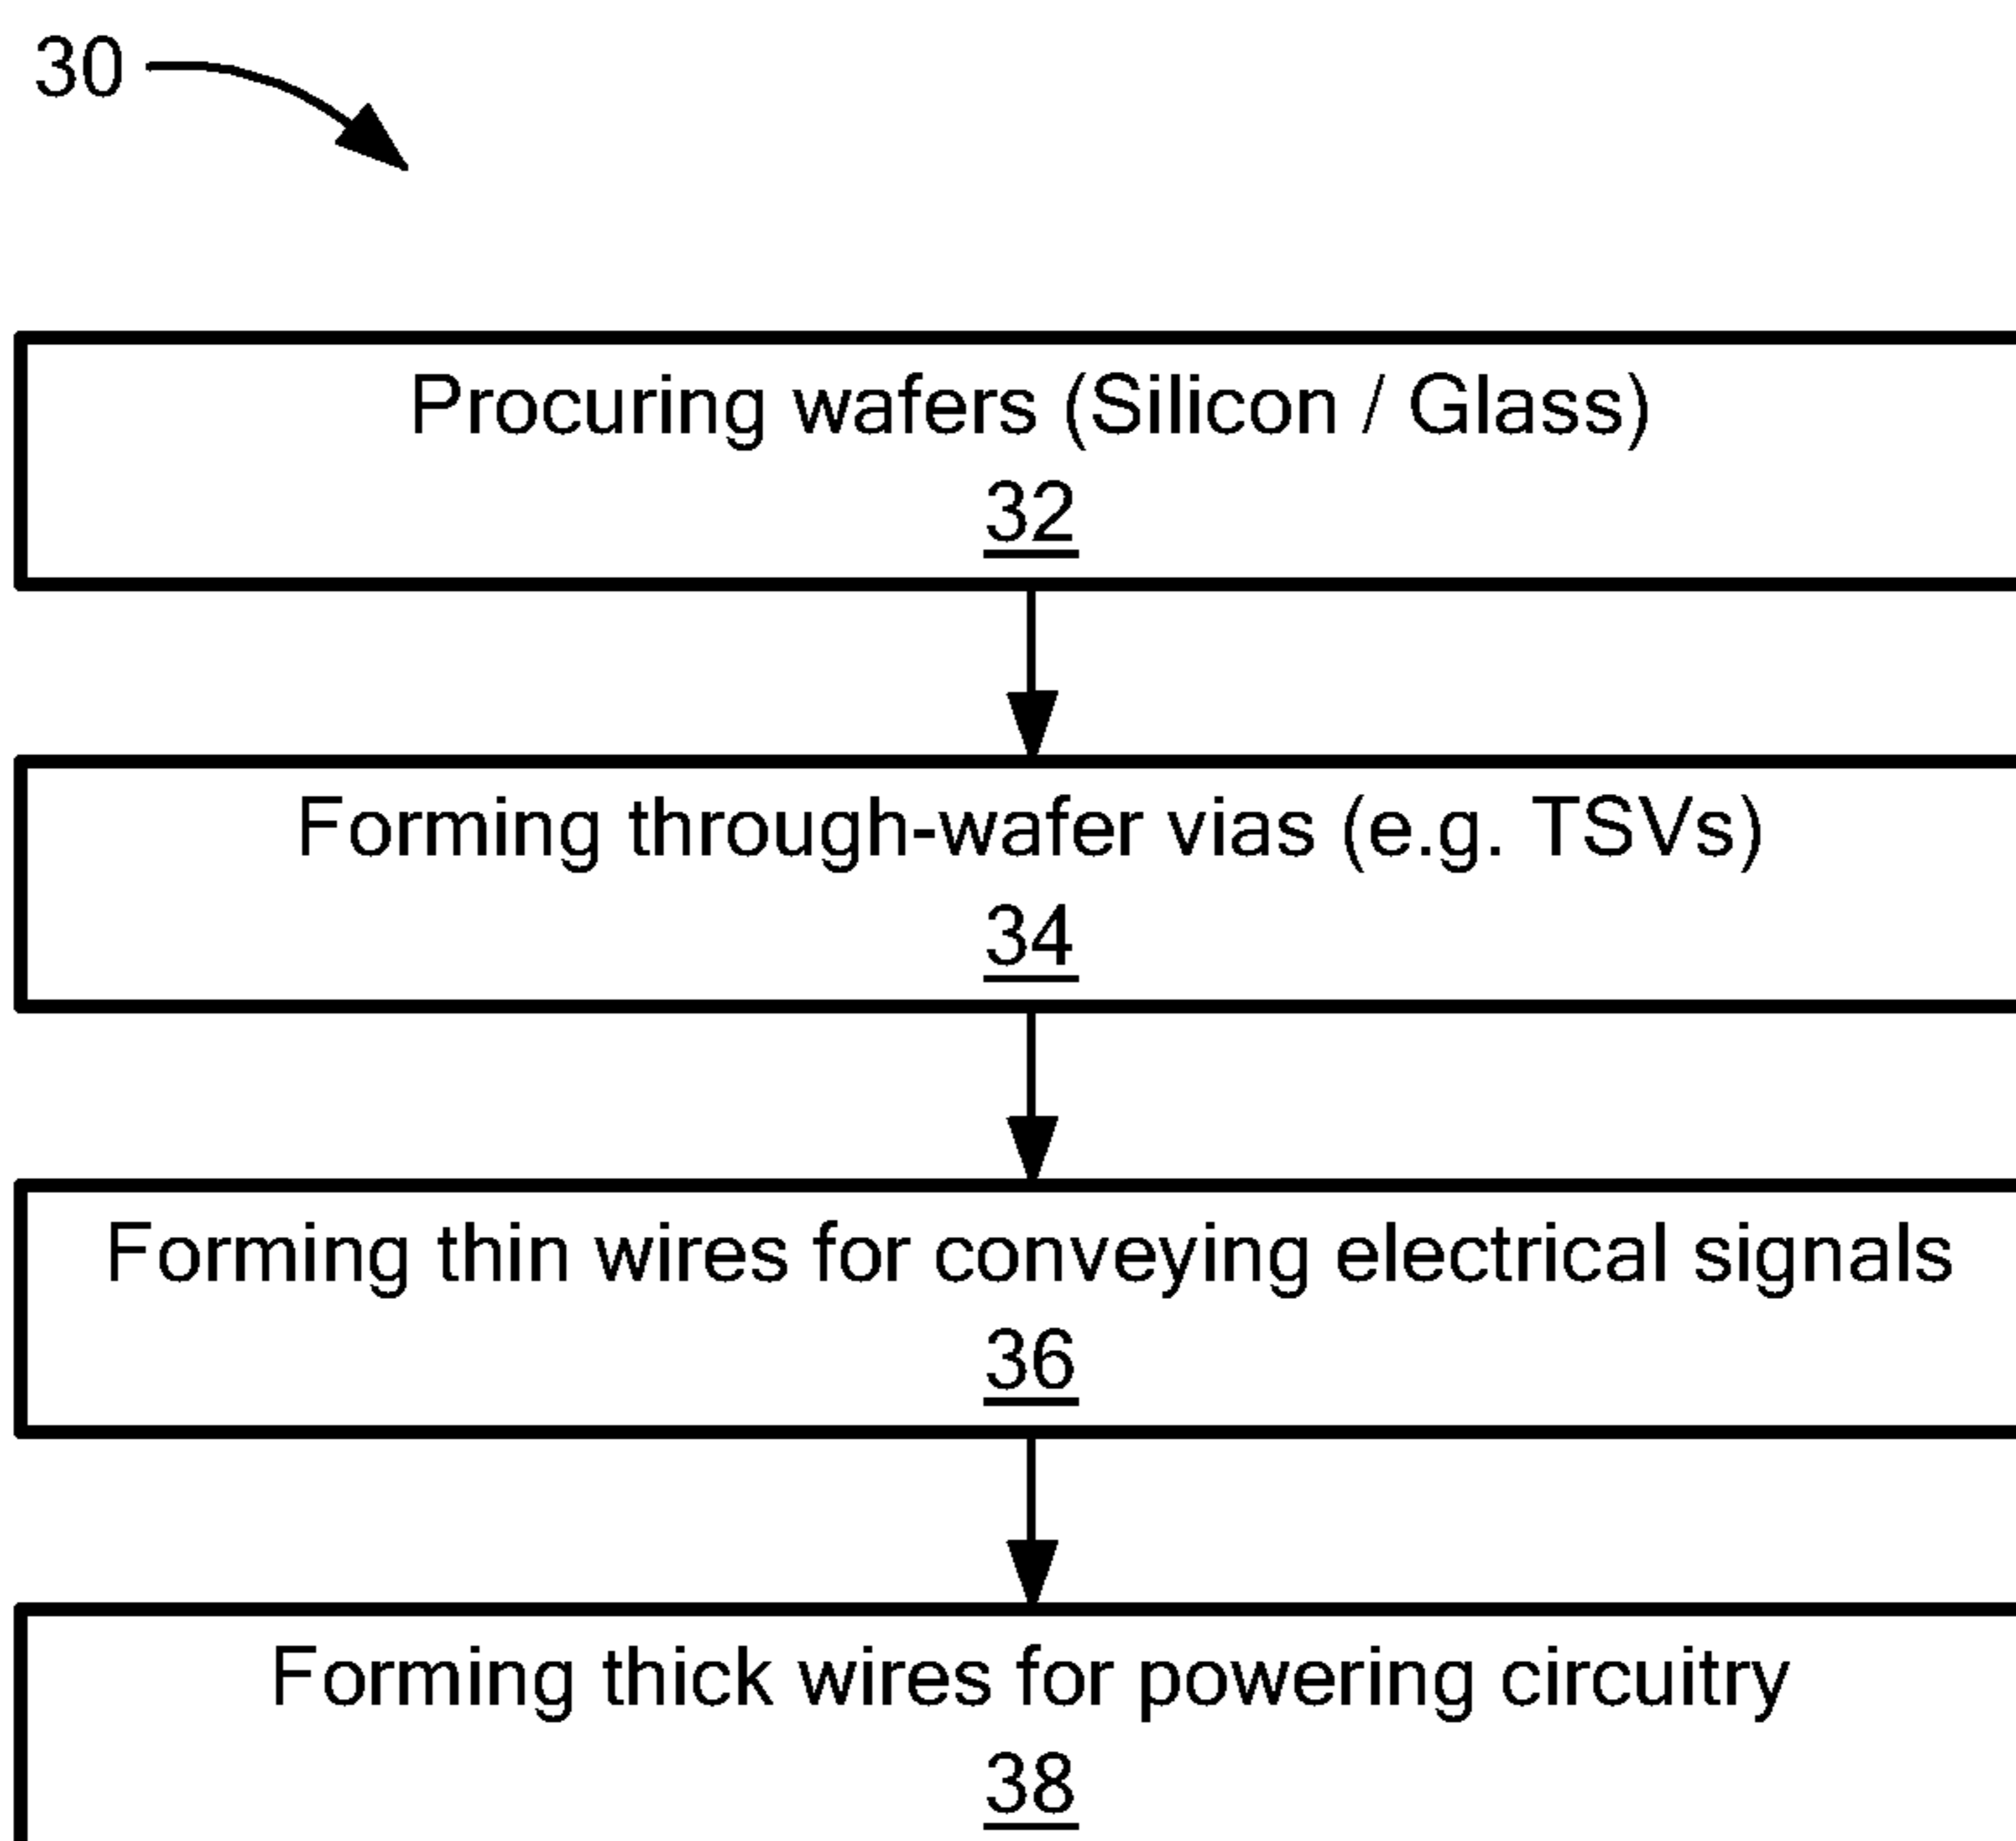 30
Procuring wafers (Silicon / Glass)
32
Forming through-wafer vias (e.g. TSVs)
34
Forming thin wires for conveying electrical signals
36
Forming thick wires for powering circuitry
38